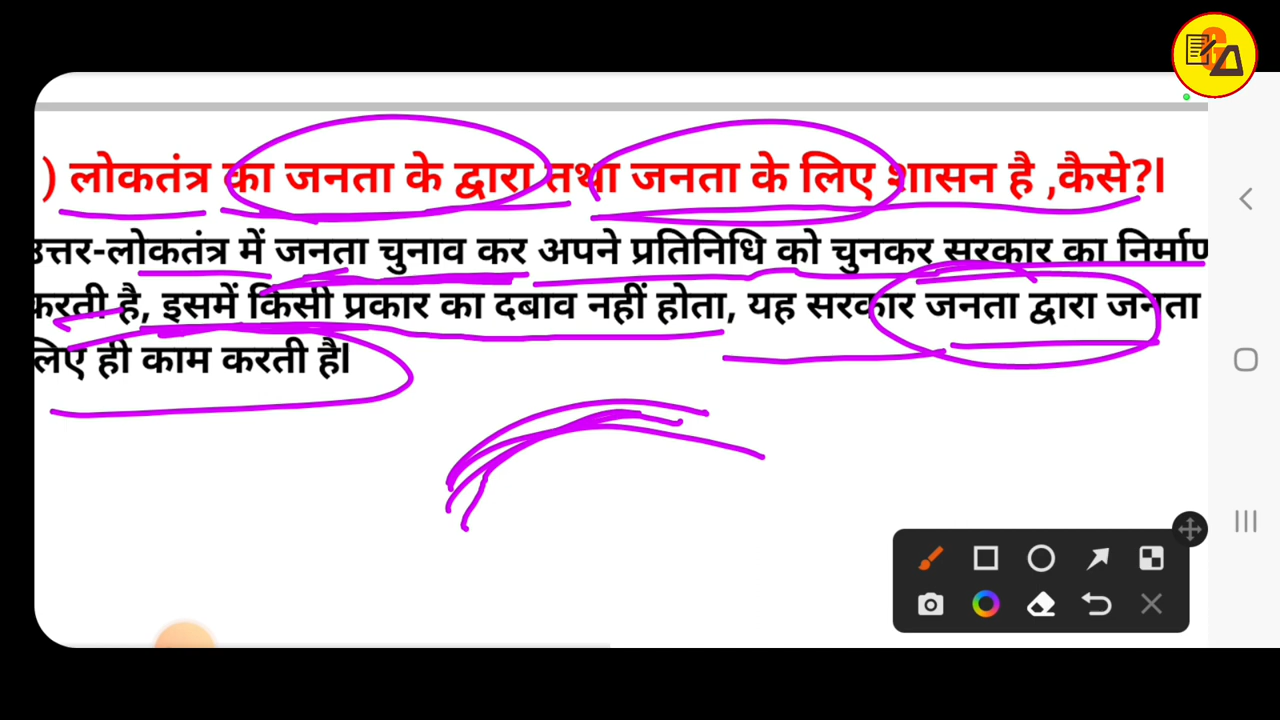 ) लोकतंत्र का जनता के द्वारा तथा जनता के लिए शासन है ,कैसे?l
उत्तर-लोकतंत्र में जनता चुनाव कर अपने प्रतिनिधि को चुनकर सरकार का निर्माण
करती है, इसमें किसी प्रकार का दबाव नहीं होता, यह सरकार जनता द्वारा जनता
लिए ही काम करती हैl